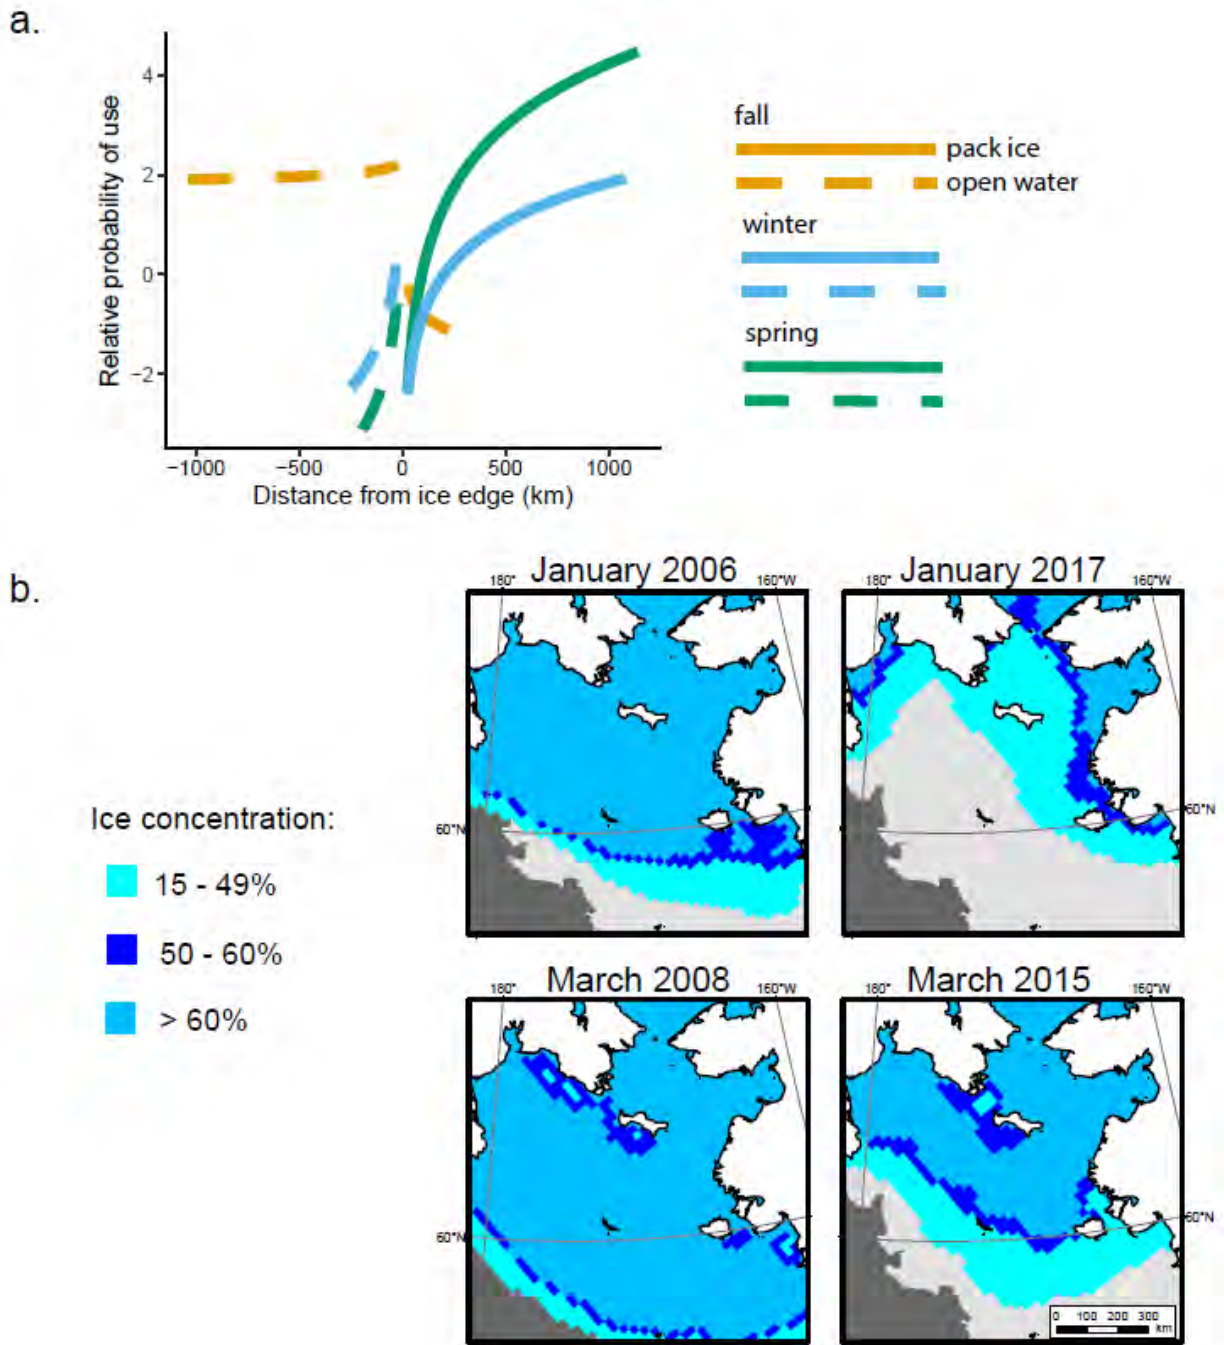 a.
Relative probability of use
4
2
0
−2
−1000 −500 0 500 1000
Distance from ice edge (km)
fall
pack ice
open water
winter
spring
b.
January 2006
180° 160°W
60°N
January 2017
180° 160°W
60°N
Ice concentration:
15 - 49%
50 - 60%
> 60%
March 2008
180° 160°W
60°N
March 2015
180° 160°W
60°N
0 100 200 300
km